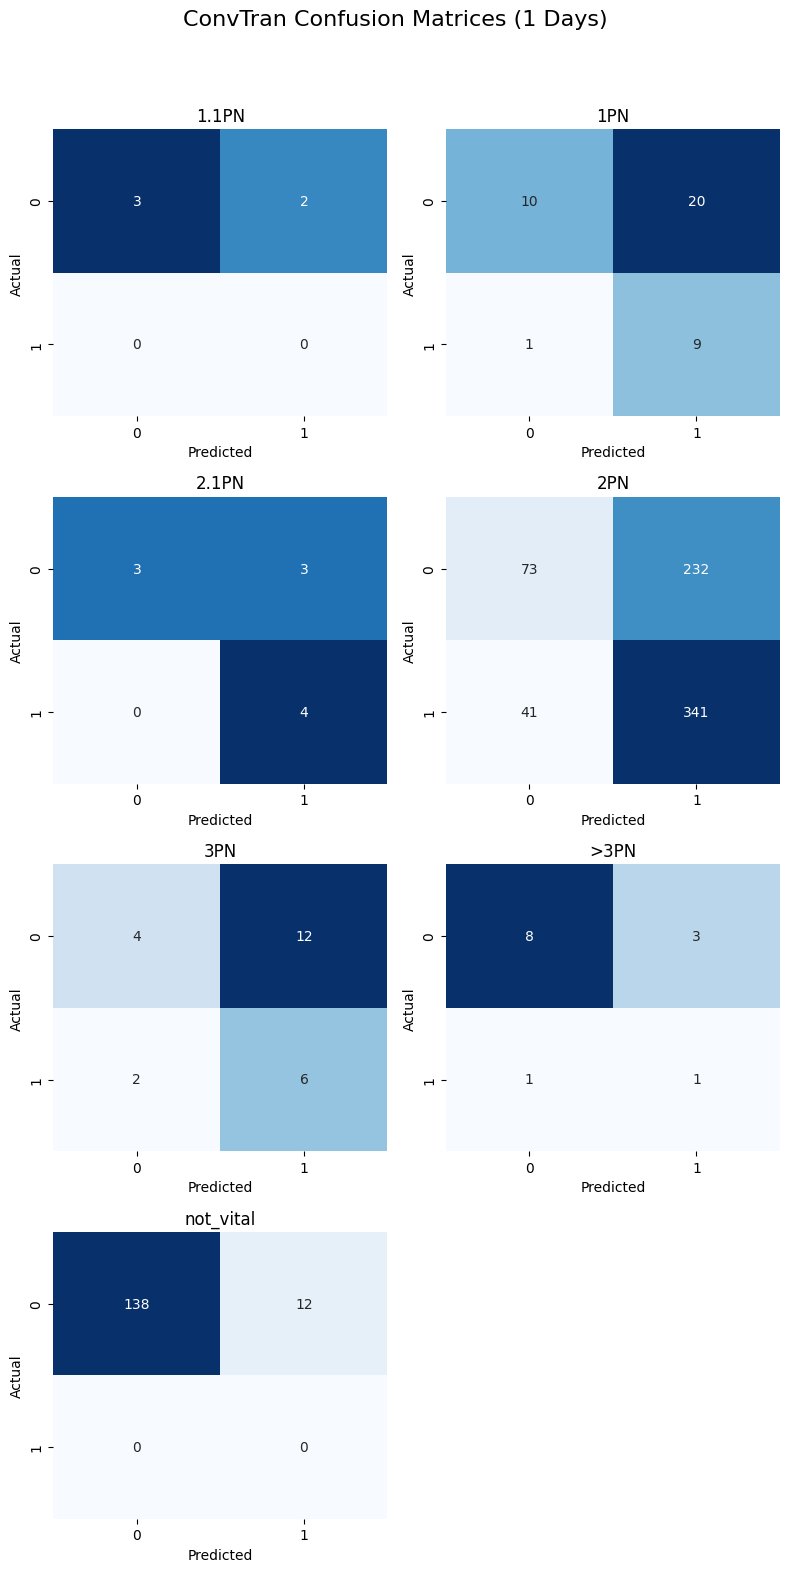 ConvTran Confusion Matrices (1 Days)
1.1PN
1PN
0
3
2
0
10
20
Actual
Actual
1
0
0
1
1
9
0
1
0
1
Predicted
Predicted
2.1PN
2PN
0
3
3
0
73
232
Actual
Actual
1
0
4
1
41
341
0
1
0
1
Predicted
Predicted
3PN
>3PN
0
4
12
0
8
3
Actual
Actual
1
2
6
1
1
1
0
1
0
1
Predicted
Predicted
not_vital
0
138
12
Actual
1
0
0
0
1
Predicted